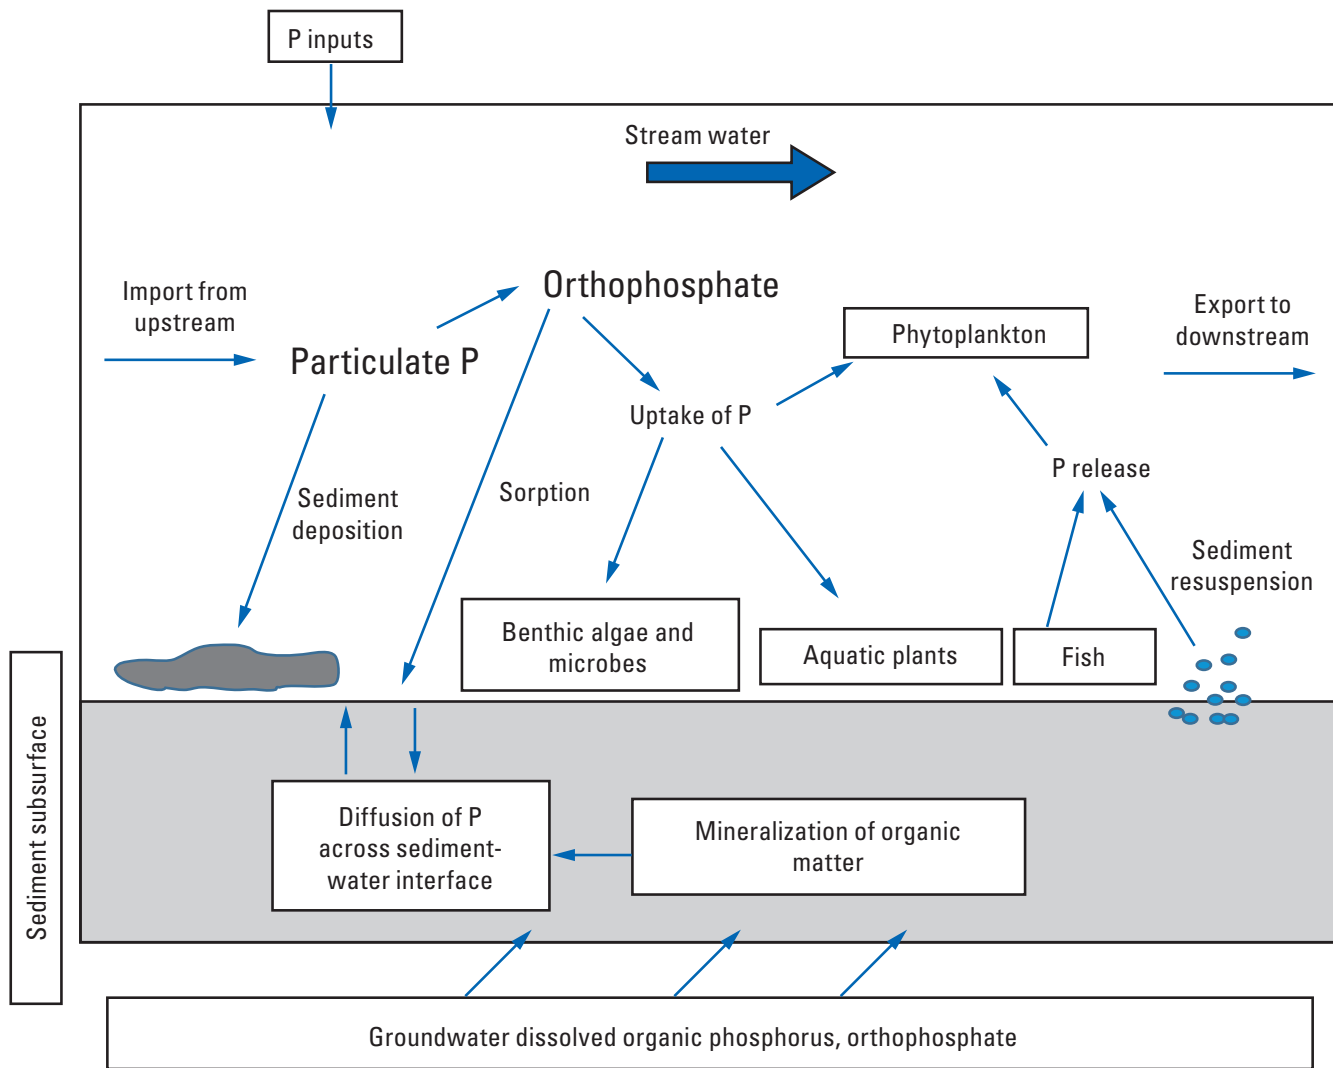 P inputs
Stream water
Import from
upstream
Orthophosphate
Particulate P
Phytoplankton
Export to
downstream
Uptake of P
P release
Sediment
deposition
Sorption
Sediment
resuspension
Benthic algae and
microbes
Aquatic plants
Fish
Sediment subsurface
Diffusion of P
across sediment-
water interface
Mineralization of organic
matter
Groundwater dissolved organic phosphorus, orthophosphate